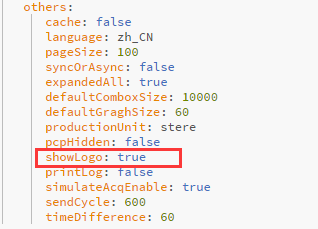 others:
cache: false
language: zh_CN
pageSize: 100
syncOrAsync: false
expandedAll: true
defaultComboxSize: 10000
defaultGraghSize: 60
productionUnit: stere
pcpHidden: false
showLogo: true
printLog: false
simulateAcqEnable: true
sendCycle: 600
timeDifference: 60